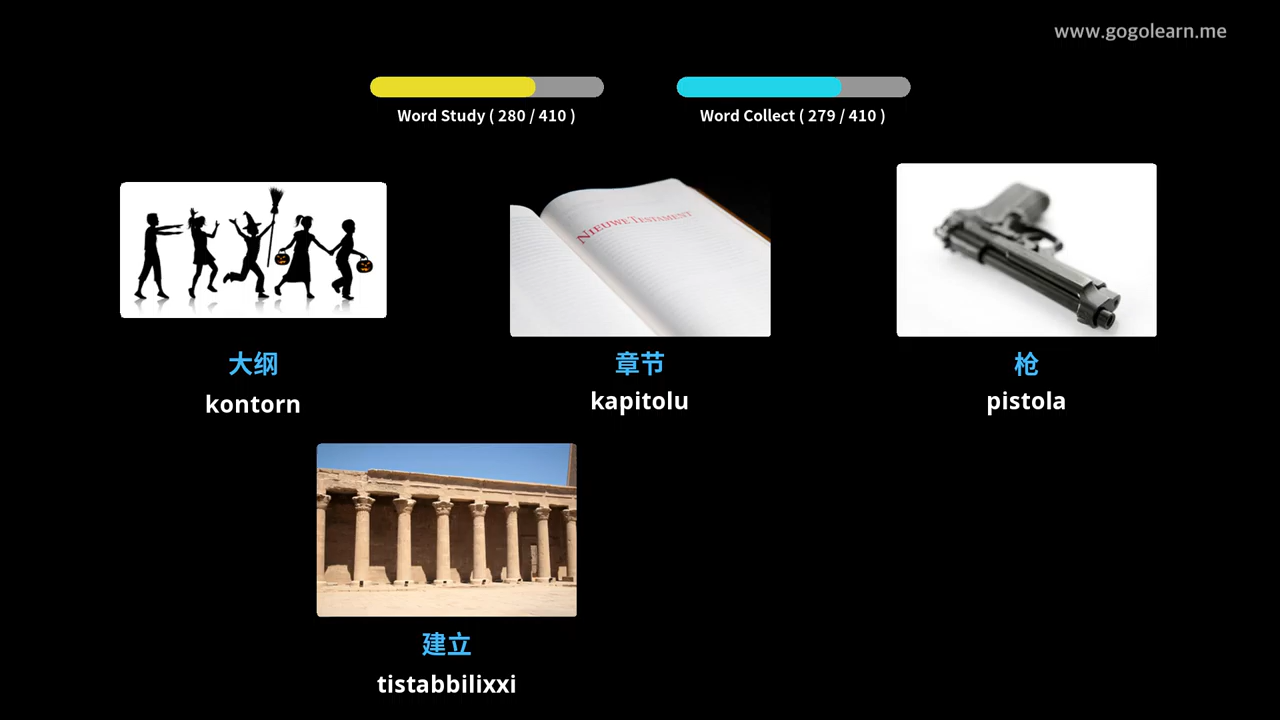 www.gogolearn.me
Word Study ( 280 / 410 )
Word Collect ( 279 / 410 )
NIEUWE TESTAMENT
大纲
kontorn
章节
kapitolu
枪
pistola
建立
tistabbilixxi